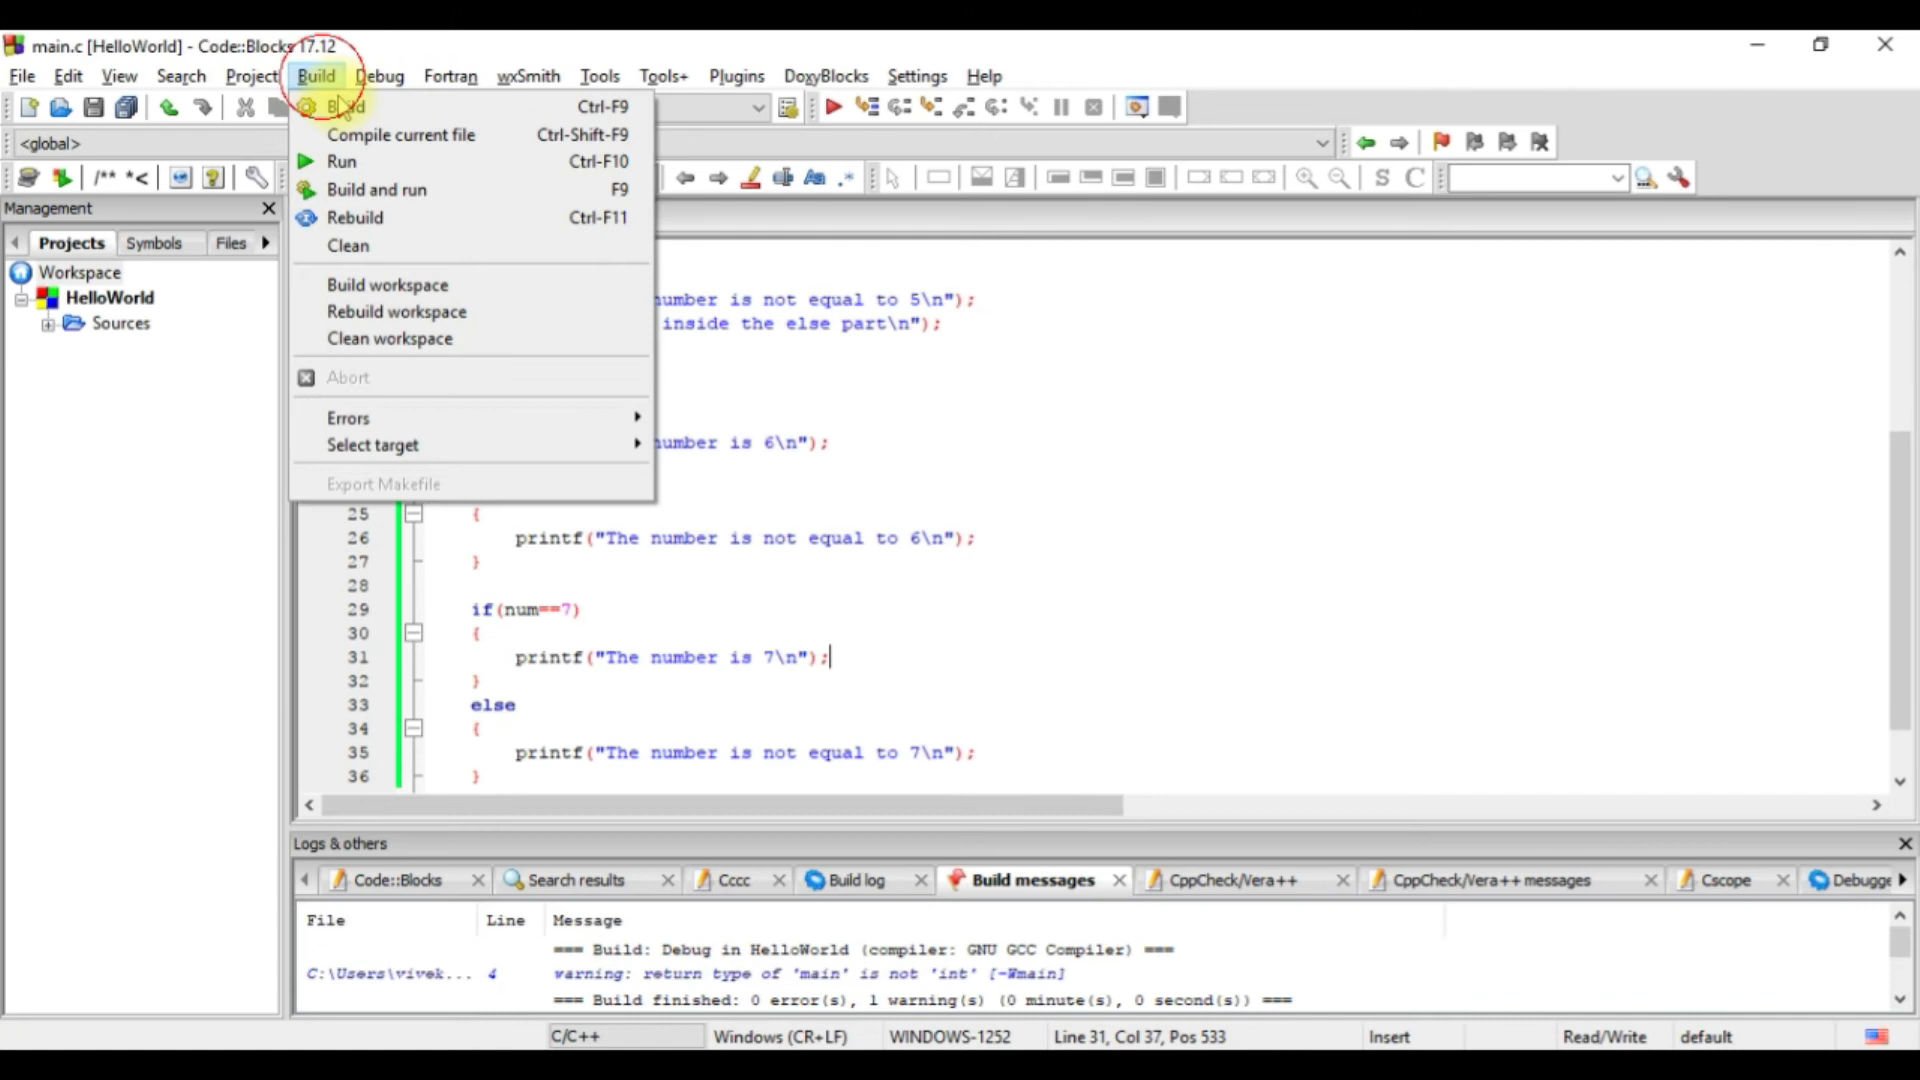 main.c [HelloWorld] - Code::Blocks 17.12
File Edit View Search Project Build Debug Fortran wxSmith Tools Tools+ Plugins DoxyBlocks Settings Help
Build Ctrl-F9
Compile current file Ctrl-Shift-F9
Run Ctrl-F10
Build and run F9
Rebuild Ctrl-F11
Clean
Build workspace
Rebuild workspace
Clean workspace
Abort
Errors
Select target
Export Makefile
<global>
/** *<
.*
S C
Management
Projects Symbols Files
Workspace
HelloWorld
Sources
number is not equal to 5\n");
inside the else part\n");
number is 6\n");
25 {
26 printf("The number is not equal to 6\n");
27 }
28
29 if(num==7)
30 {
31 printf("The number is 7\n");
32 }
33 else
34 {
35 printf("The number is not equal to 7\n");
36 }
Logs & others
Code::Blocks Search results Cccc Build log Build messages CppCheck/Vera++ CppCheck/Vera++ messages Cscope Debugge
File Line Message
=== Build: Debug in HelloWorld (compiler: GNU GCC Compiler) ===
C:\Users\vivek... 4 warning: return type of 'main' is not 'int' [-Wmain]
=== Build finished: 0 error(s), 1 warning(s) (0 minute(s), 0 second(s)) ===
C/C++ Windows (CR+LF) WINDOWS-1252 Line 31, Col 37, Pos 533 Insert Read/Write default